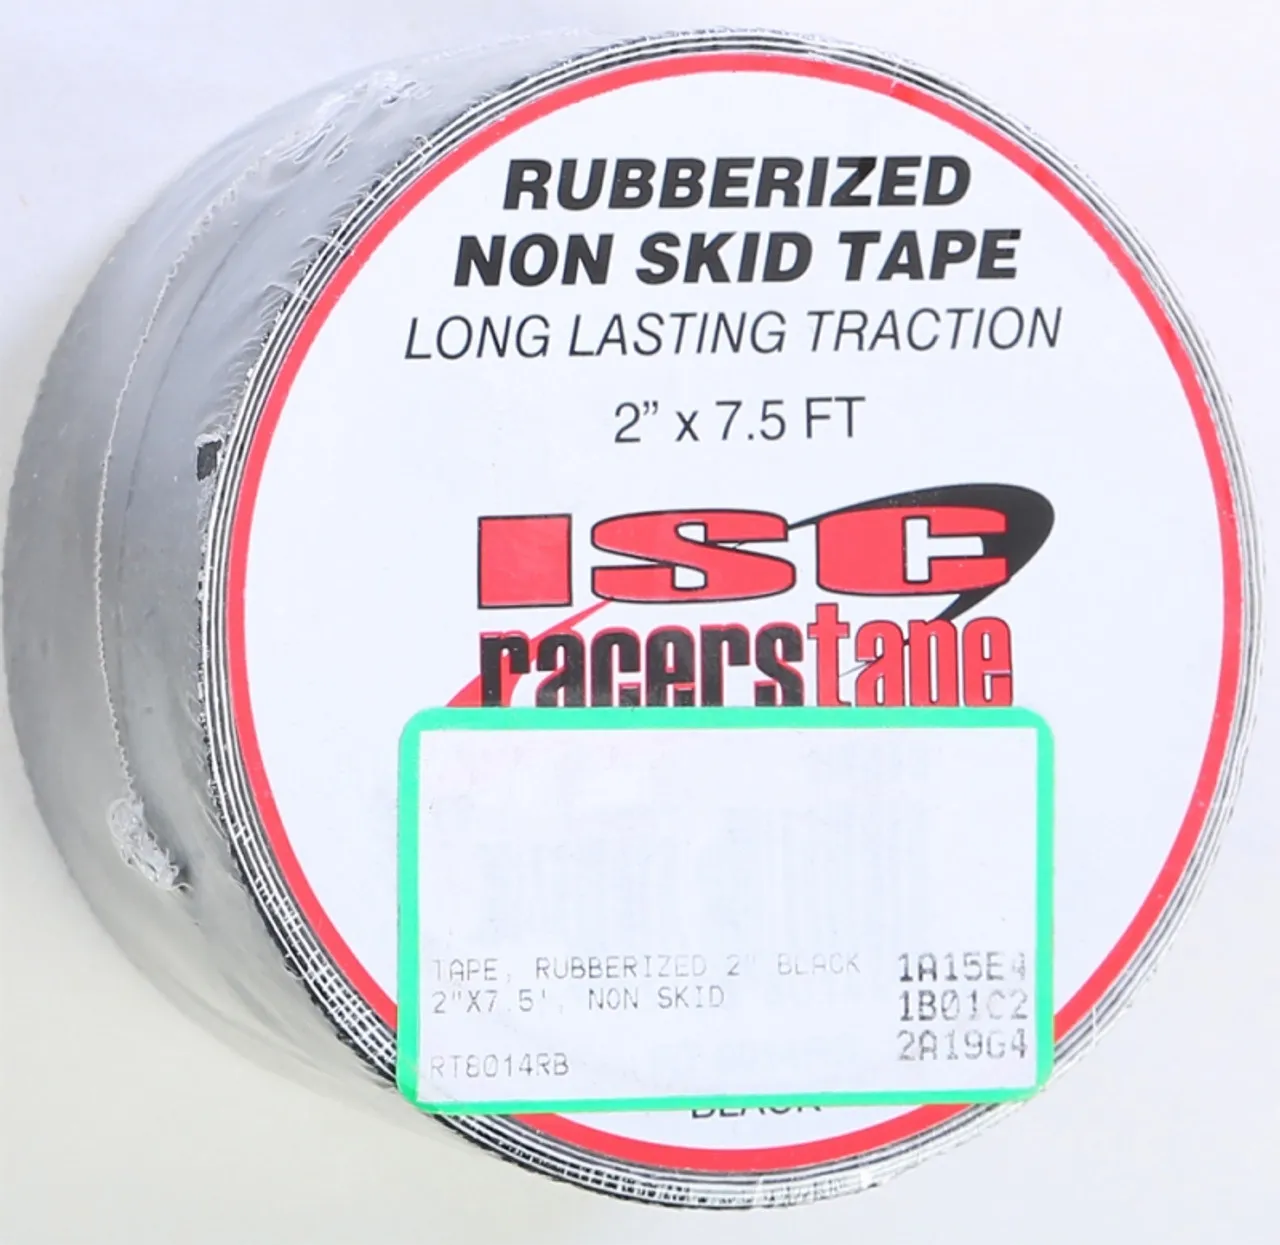 RUBBERIZED
NON SKID TAPE
LONG LASTING TRACTION
2” x 7.5 FT
ISC
racerstape
TAPE, RUBBERIZED 2" BLACK 1A15E4
2"X7.5', NON SKID 1B01C2
2A19G4
RT8014RB
BLACK